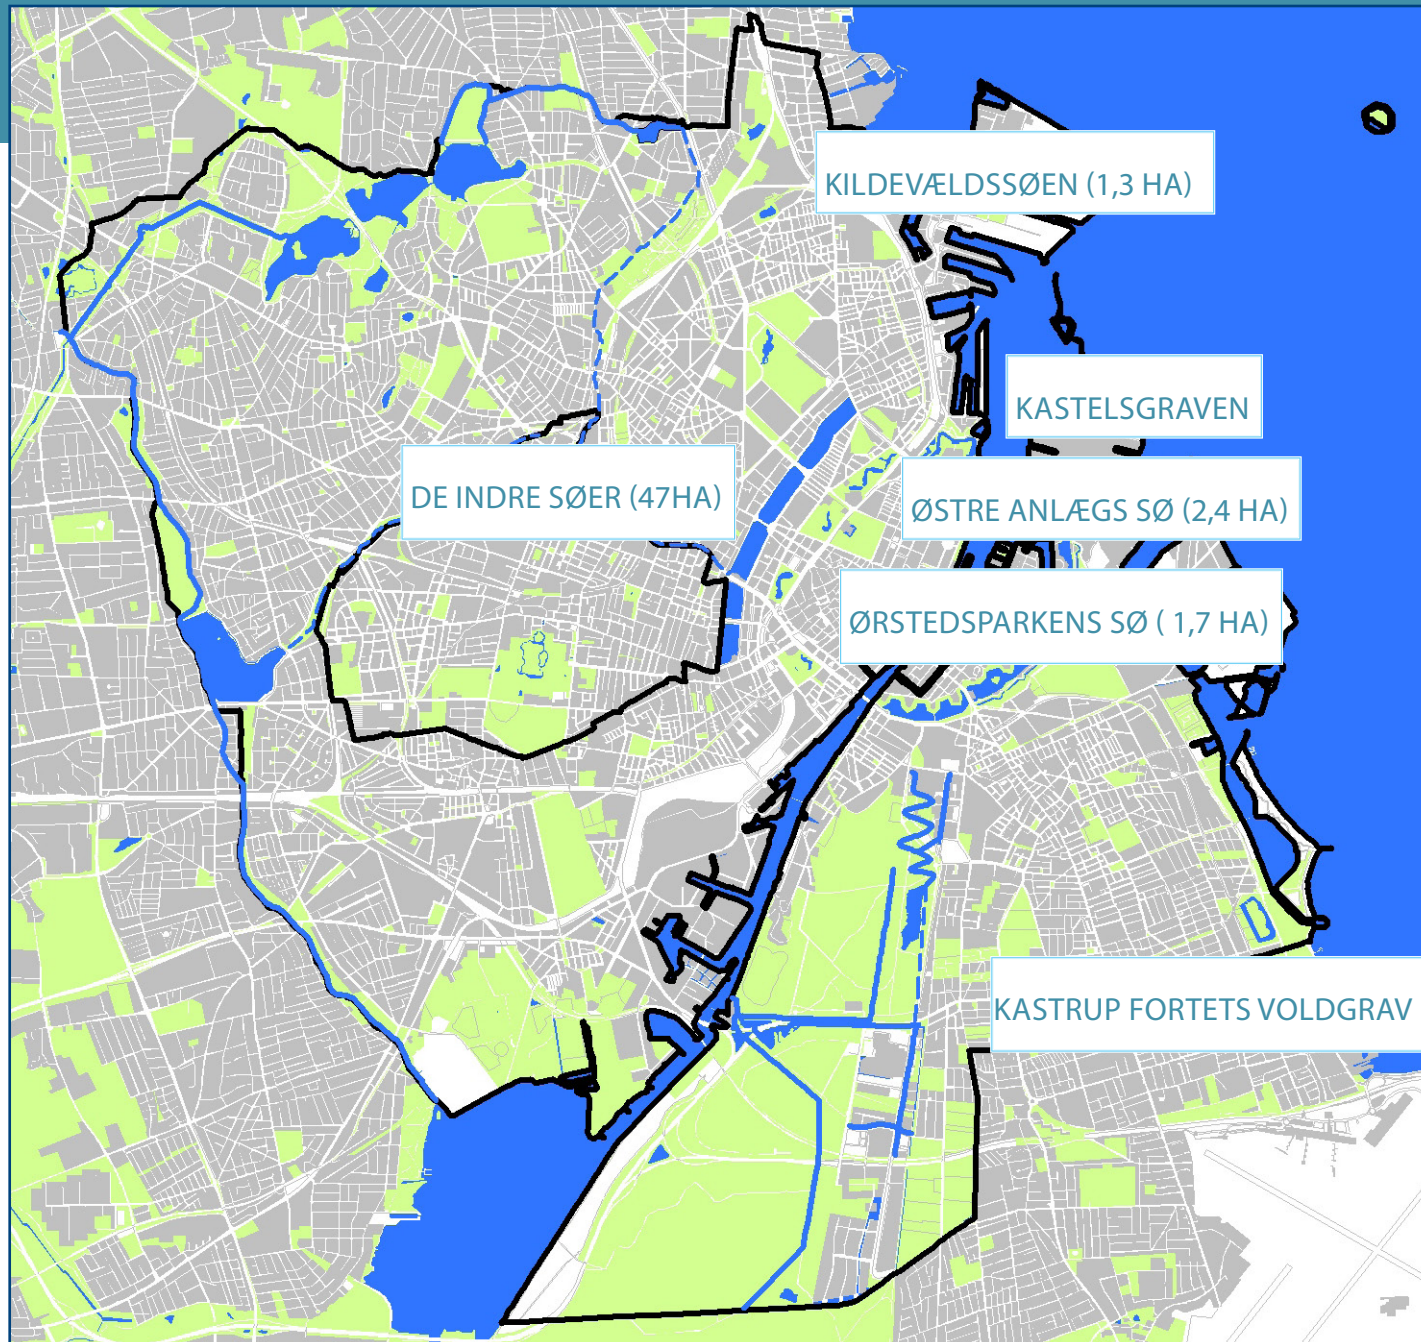 KILDEVÆLDSSØEN (1,3 HA)
KASTELSGRAVEN
DE INDRE SØER (47HA)
ØSTRE ANLÆGS SØ (2,4 HA)
ØRSTEDSPARKENS SØ ( 1,7 HA)
KASTRUP FORTETS VOLDGRAV